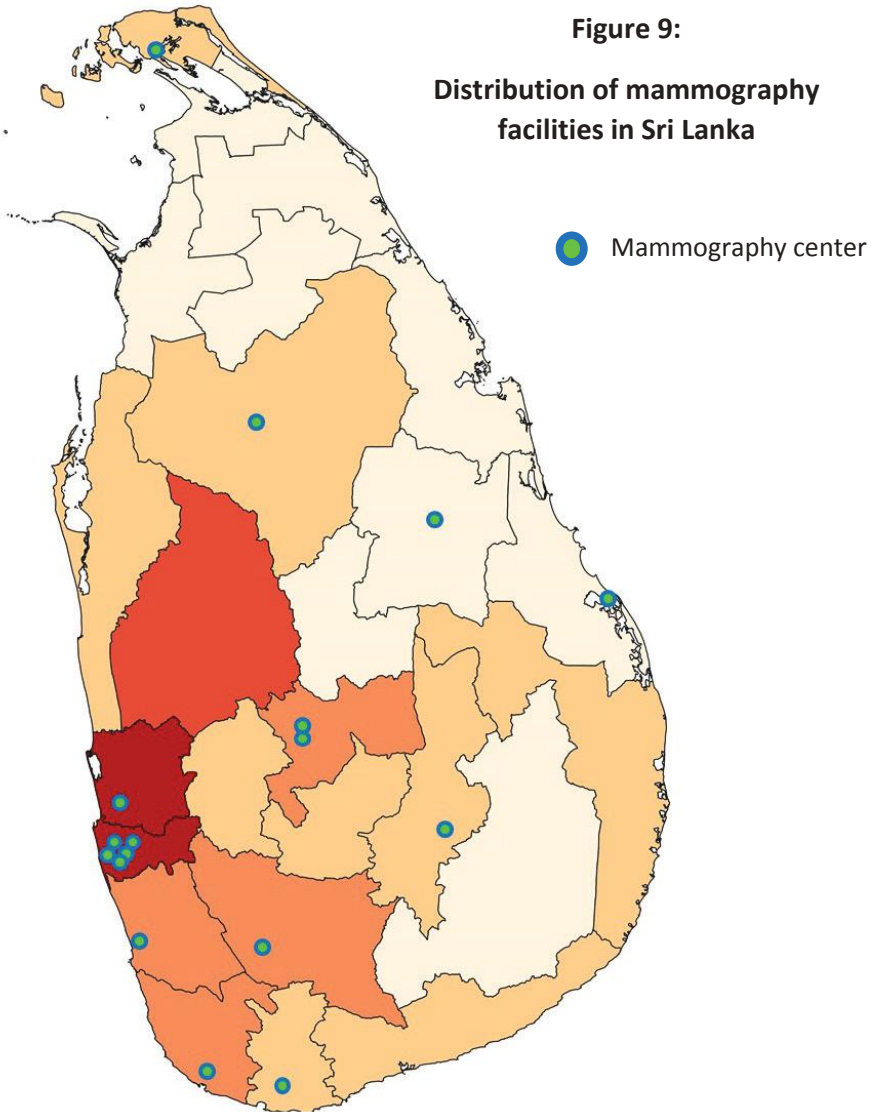 Figure 9:
Distribution of mammography
facilities in Sri Lanka
Mammography center